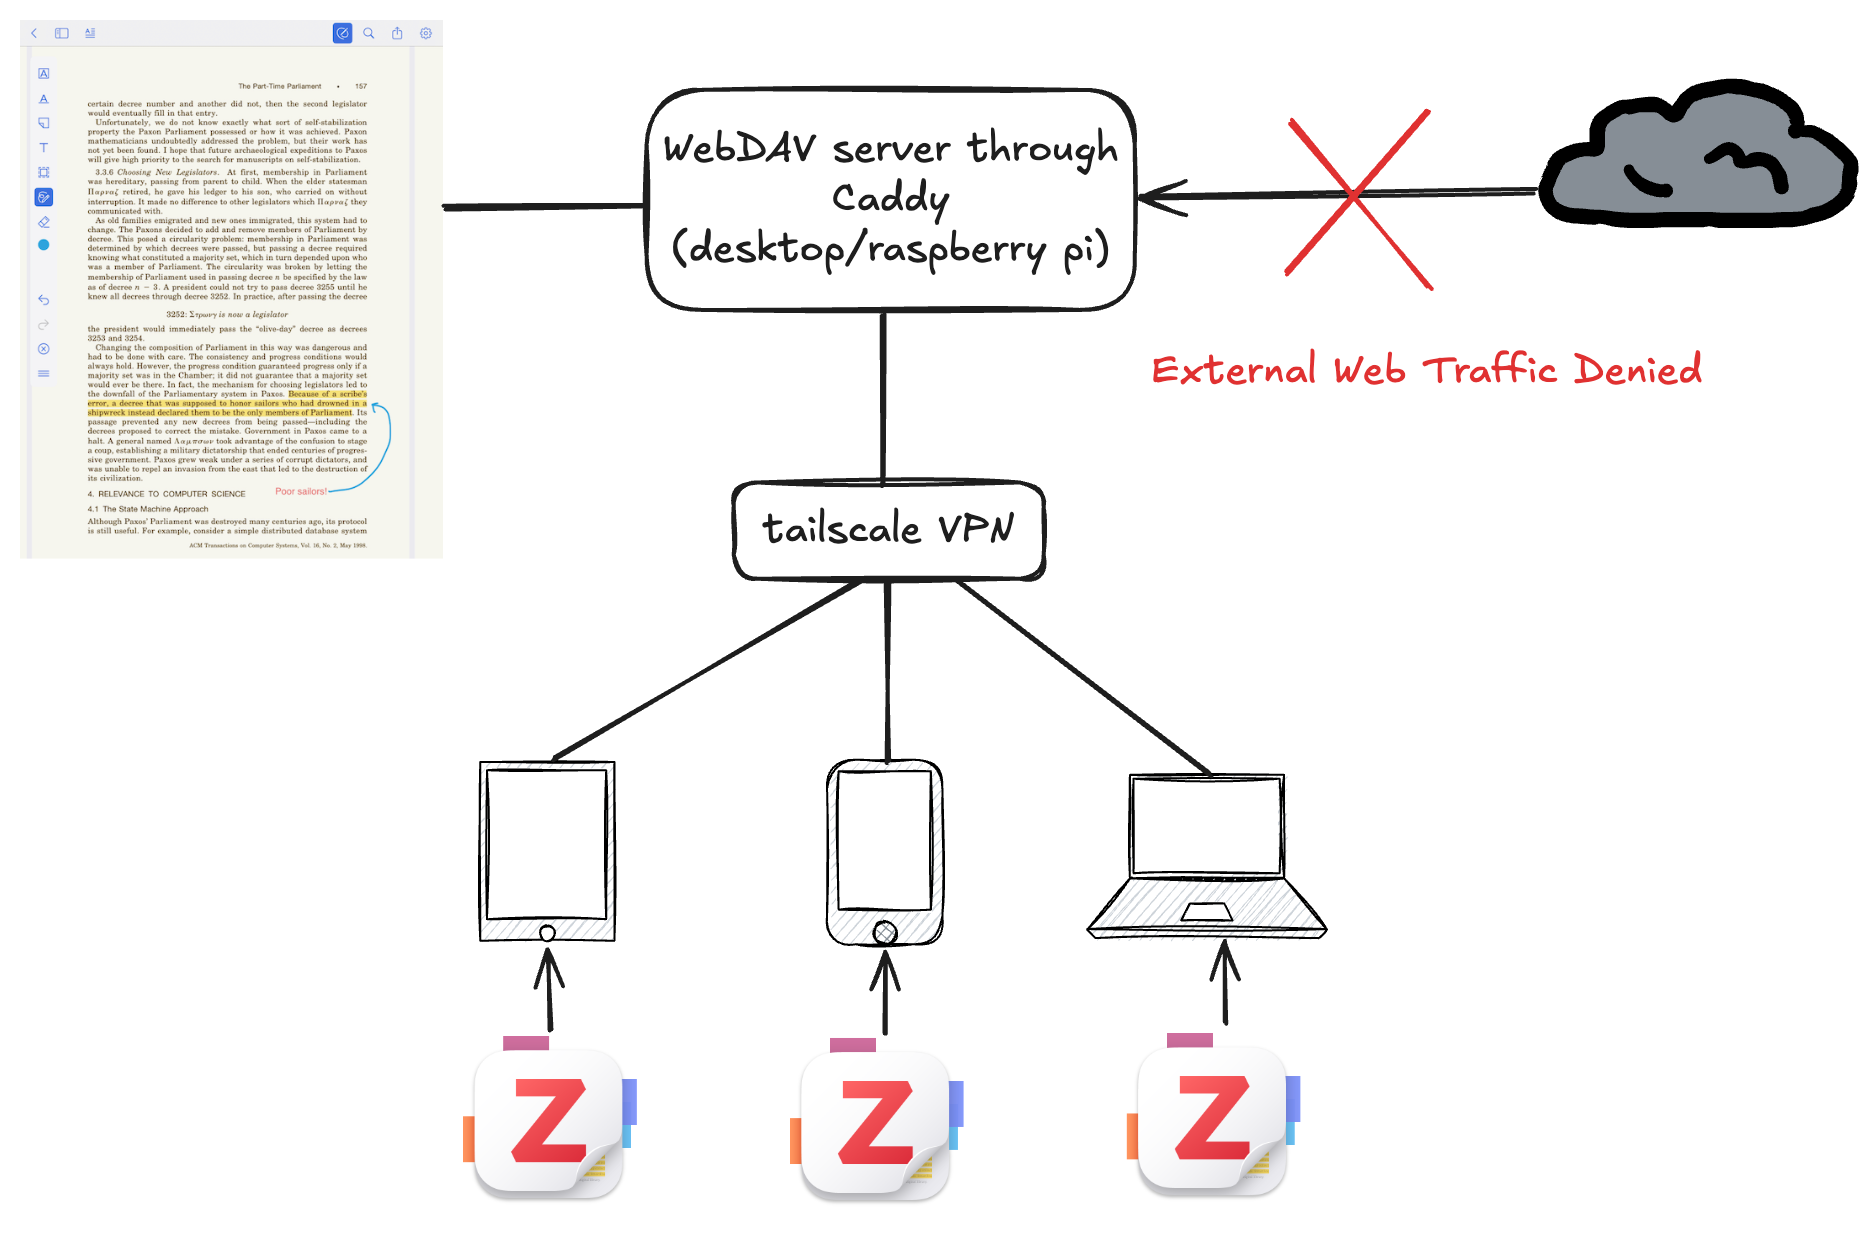 The Part-Time Parliament • 157
certain decree number and another did not, then the second legislator
would eventually fill in that entry.
Unfortunately, we do not know exactly what sort of self-stabilization
property the Paxon Parliament possessed or how it was achieved. Paxon
mathematicians undoubtedly addressed the problem, but their work has
not yet been found. I hope that future archaeological expeditions to Paxos
will give high priority to the search for manuscripts on self-stabilization.
3.3.6 Choosing New Legislators. At first, membership in Parliament
was hereditary, passing from parent to child. When the elder statesman
Παρναζ retired, he gave his ledger to his son, who carried on without
interruption. It made no difference to other legislators which Παρναζ they
communicated with.
As old families emigrated and new ones immigrated, this system had to
change. The Paxons decided to add and remove members of Parliament by
decree. This posed a circularity problem: membership in Parliament was
determined by which decrees were passed, but passing a decree required
knowing what constituted a majority set, which in turn depended upon who
was a member of Parliament. The circularity was broken by letting the
membership of Parliament used in passing decree n be specified by the law
as of decree n − 3. A president could not try to pass decree 3255 until he
knew all decrees through decree 3252. In practice, after passing the decree
3252: Στρωνγ is now a legislator
the president would immediately pass the “olive-day” decree as decrees
3253 and 3254.
Changing the composition of Parliament in this way was dangerous and
had to be done with care. The consistency and progress conditions would
always hold. However, the progress condition guaranteed progress only if a
majority set was in the Chamber; it did not guarantee that a majority set
would ever be there. In fact, the mechanism for choosing legislators led to
the downfall of the Parliamentary system in Paxos. Because of a scribe's
error, a decree that was supposed to honor sailors who had drowned in a
shipwreck instead declared them to be the only members of Parliament. Its
passage prevented any new decrees from being passed—including the
decrees proposed to correct the mistake. Government in Paxos came to a
halt. A general named Λαμπσων took advantage of the confusion to stage
a coup, establishing a military dictatorship that ended centuries of progres-
sive government. Paxos grew weak under a series of corrupt dictators, and
was unable to repel an invasion from the east that led to the destruction of
its civilization.
4. RELEVANCE TO COMPUTER SCIENCE
Poor sailors!
4.1 The State Machine Approach
Although Paxos' Parliament was destroyed many centuries ago, its protocol
is still useful. For example, consider a simple distributed database system
ACM Transactions on Computer Systems, Vol. 16, No. 2, May 1998.
WebDAV server through
Caddy
(desktop/raspberry pi)
External Web Traffic Denied
tailscale VPN
Z
Z
Z